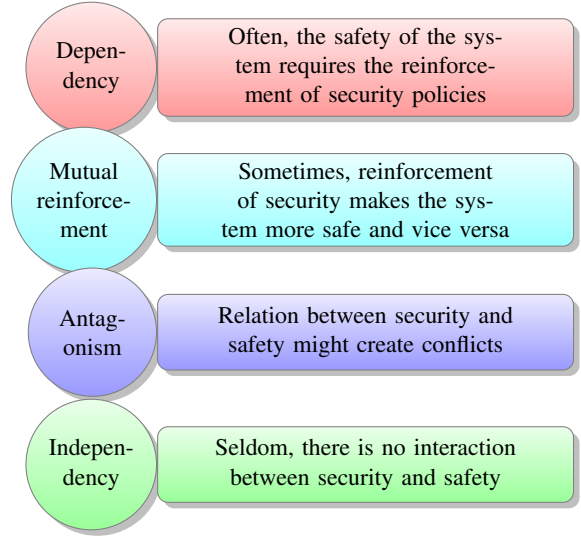 Depen-
dency
Often, the safety of the sys-
tem requires the reinforce-
ment of security policies
Mutual
reinforce-
ment
Sometimes, reinforcement
of security makes the sys-
tem more safe and vice versa
Antag-
onism
Relation between security and
safety might create conflicts
Indepen-
dency
Seldom, there is no interaction
between security and safety